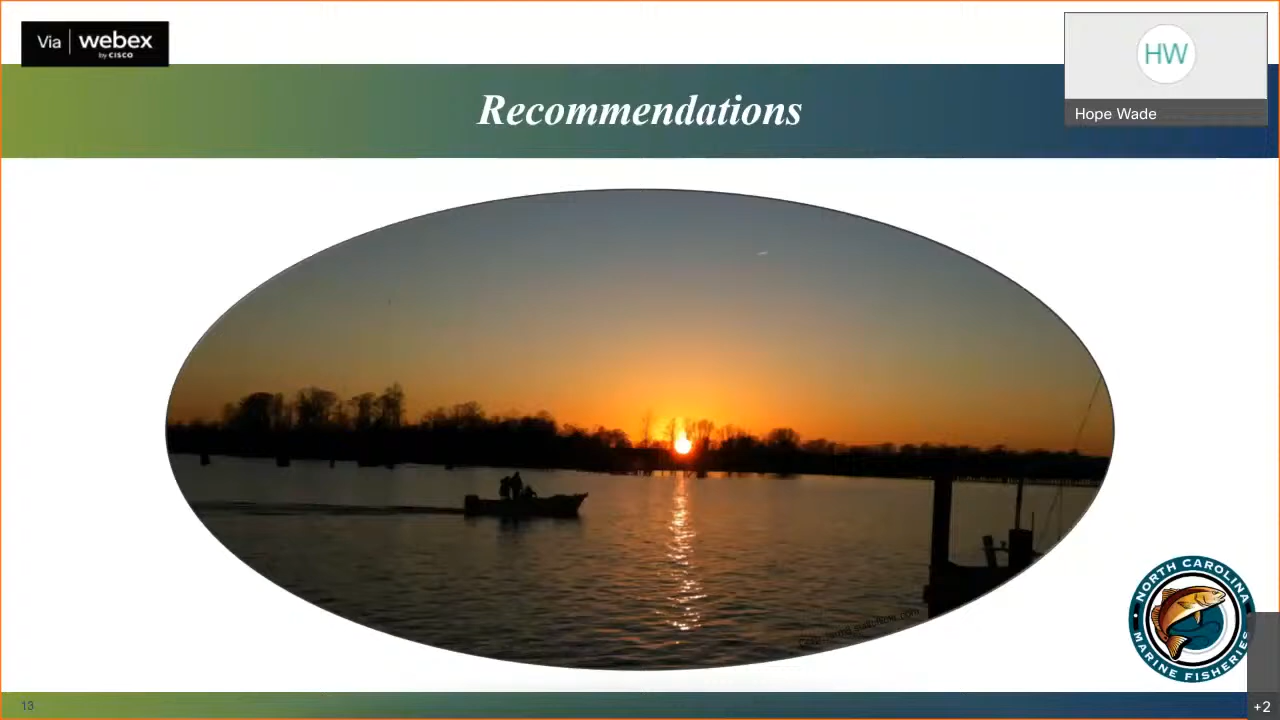 Via webex
by CISCO
HW
Hope Wade
Recommendations
NORTH CAROLINA
MARINE FISHERIES
13
+2